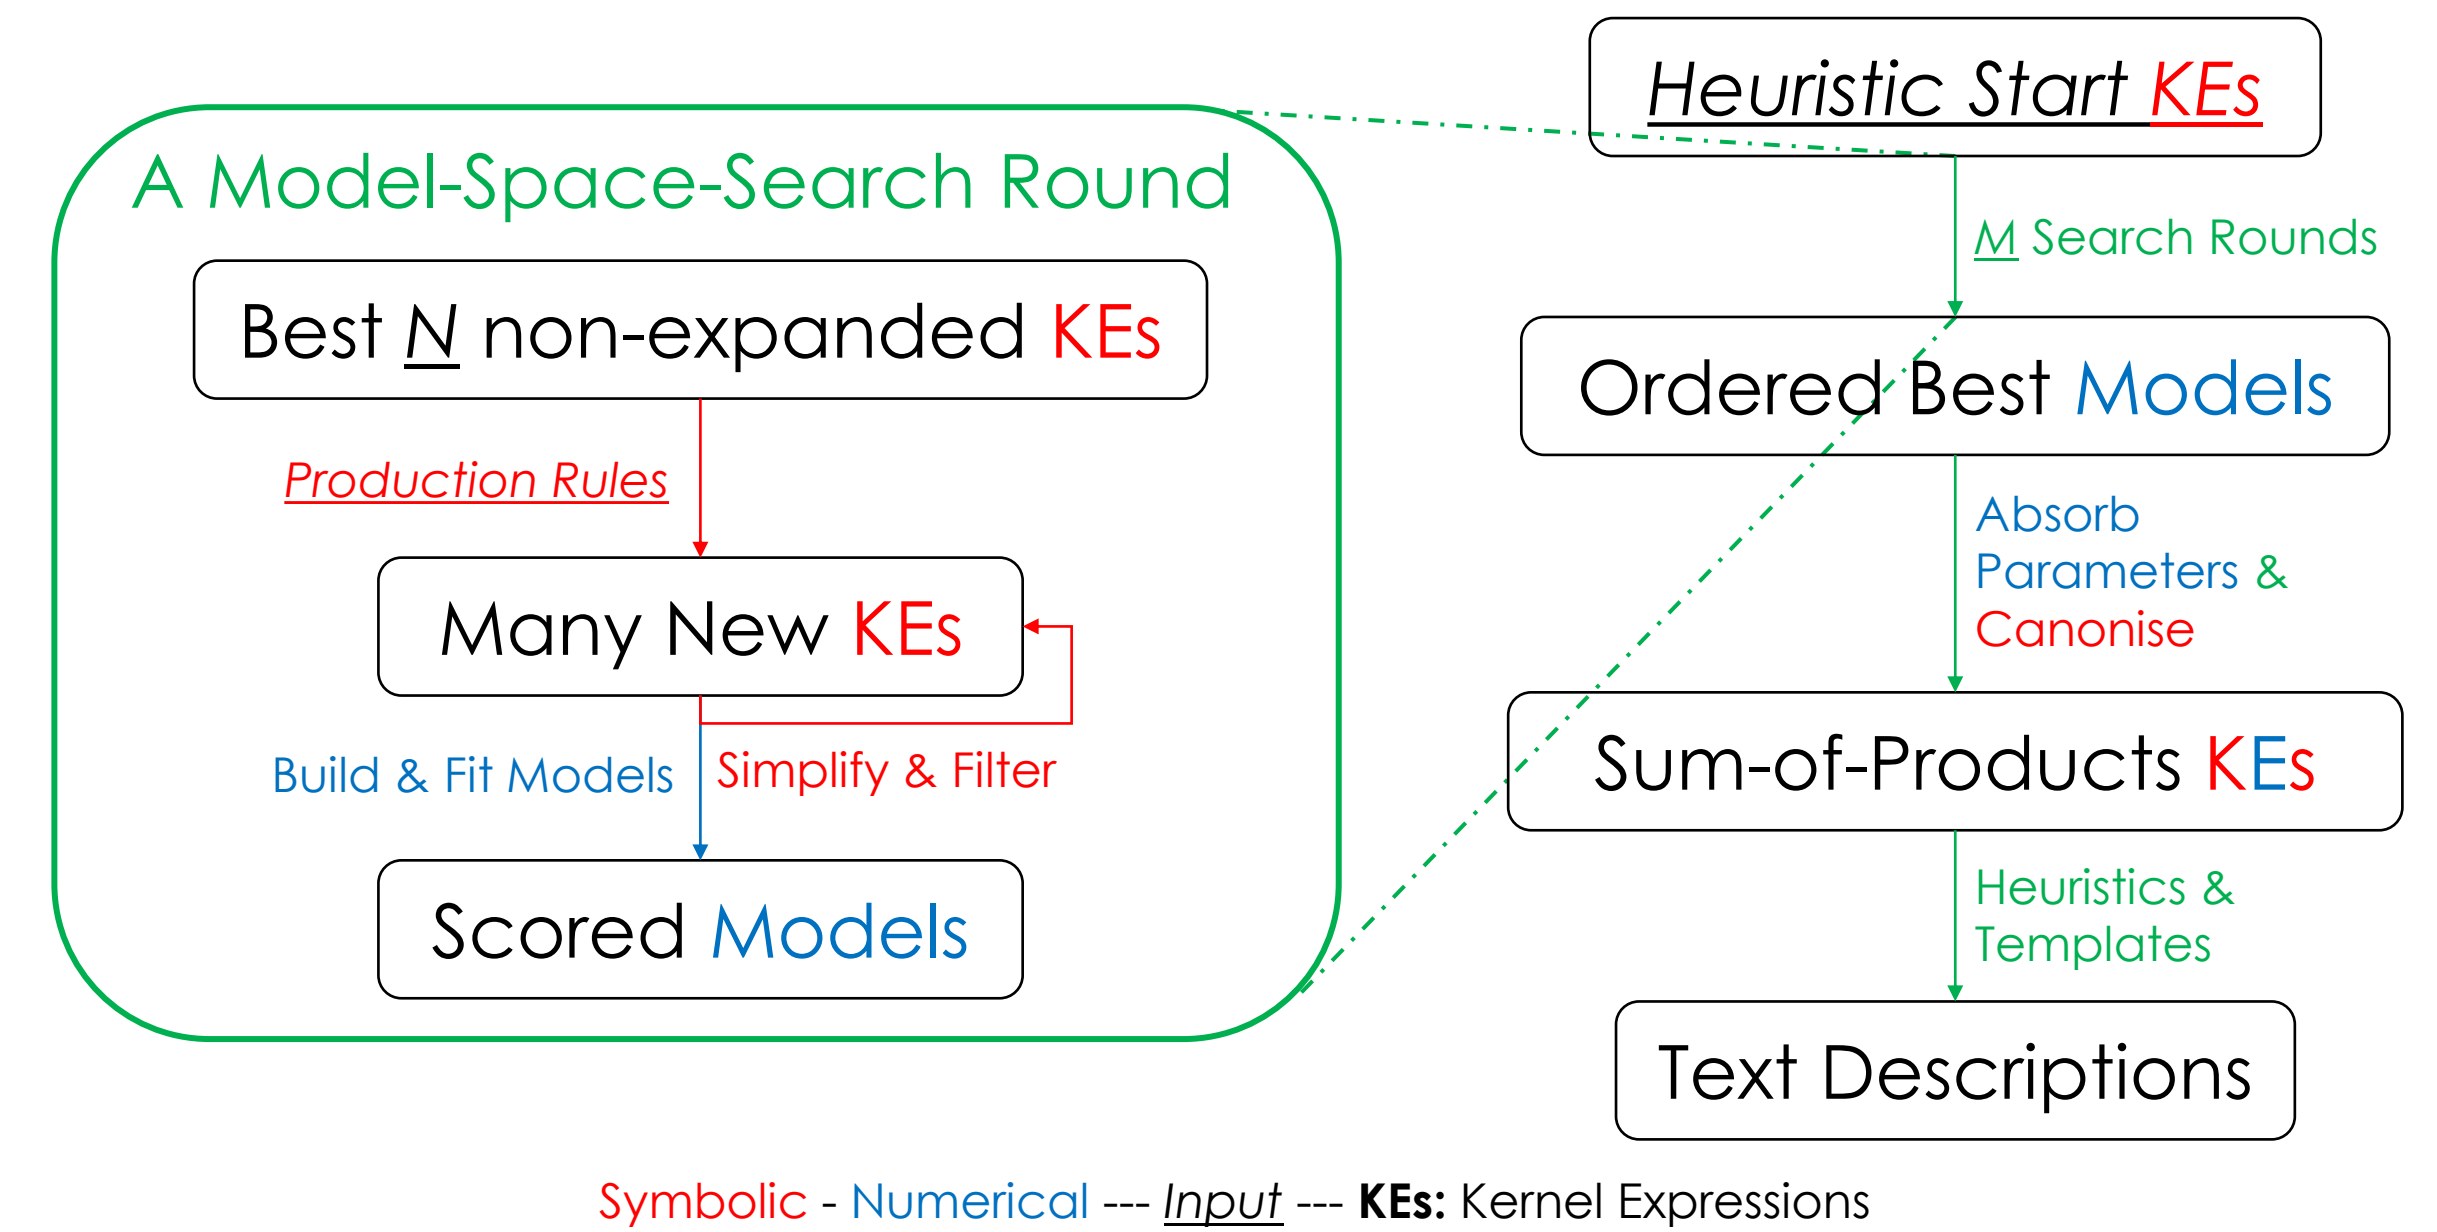 A Model-Space-Search Round
Best N non-expanded KEs
Production Rules
Many New KEs
Build & Fit Models
Simplify & Filter
Scored Models
Heuristic Start KEs
M Search Rounds
Ordered Best Models
Absorb
Parameters &
Canonise
Sum-of-Products KEs
Heuristics &
Templates
Text Descriptions
Symbolic - Numerical --- Input --- KEs: Kernel Expressions